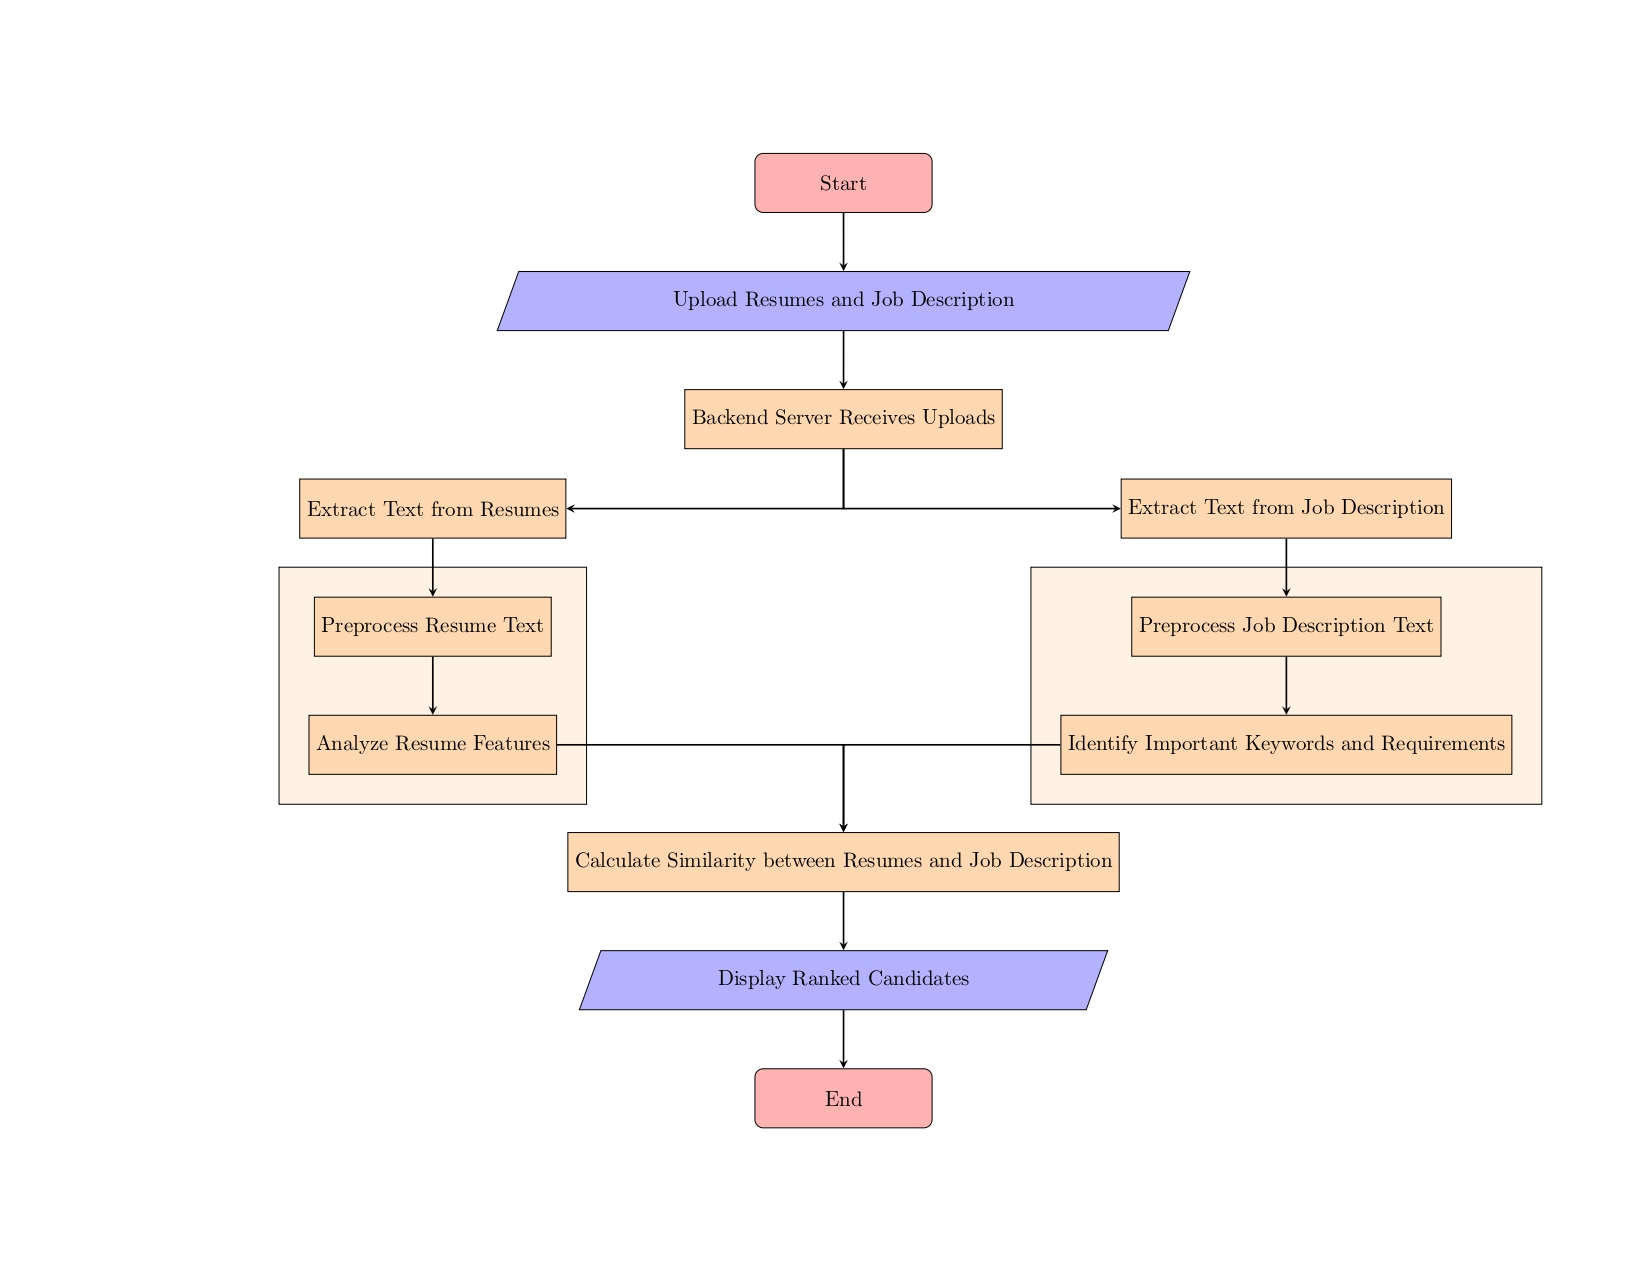 Start
Upload Resumes and Job Description
Backend Server Receives Uploads
Extract Text from Resumes
Extract Text from Job Description
Preprocess Resume Text
Preprocess Job Description Text
Analyze Resume Features
Identify Important Keywords and Requirements
Calculate Similarity between Resumes and Job Description
Display Ranked Candidates
End